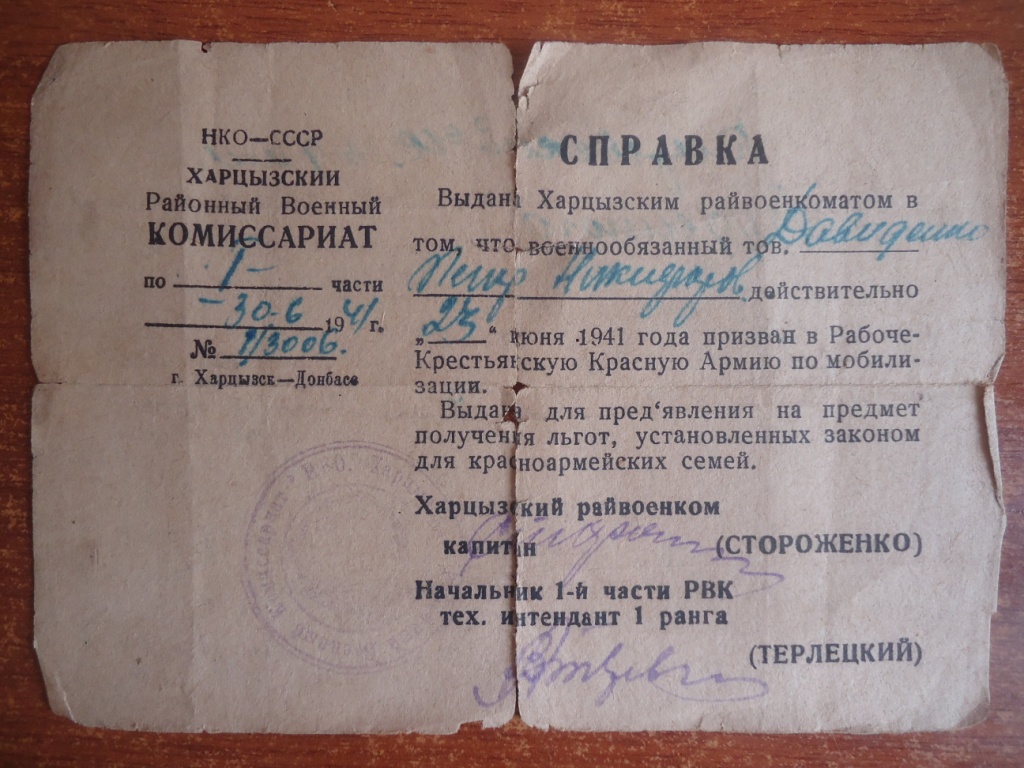 НКО—СССР
ХАРЦЫЗСКИЙ
Районный Военный
КОМИССАРИАТ
по I части
30-6 1941 г.
№ 1/3006.
г. Харцызск—Донбасс
СПРАВКА
Выдана Харцызским райвоенкоматом в
том, что военнообязанный тов. Давиденко
Петр Никифоров действительно
„23“ июня 1941 года призван в Рабоче-
Крестьянскую Красную Армию по мобили-
зации.
Выдана для пред‘явления на предмет
получения льгот, установленных законом
для красноармейских семей.
Харцызский райвоенком
капитан (СТОРОЖЕНКО)
Начальник 1-й части РВК
тех. интендант 1 ранга
(ТЕРЛЕЦКИЙ)